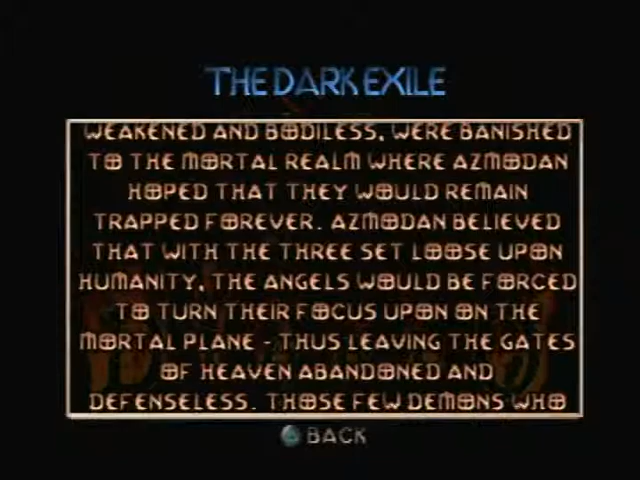 THE DARK EXILE
WEAKENED AND BODILESS, WERE BANISHED
TO THE MORTAL REALM WHERE AZMODAN
HOPED THAT THEY WOULD REMAIN
TRAPPED FOREVER. AZMODAN BELIEVED
THAT WITH THE THREE SET LOOSE UPON
HUMANITY, THE ANGELS WOULD BE FORCED
TO TURN THEIR FOCUS UPON ON THE
MORTAL PLANE - THUS LEAVING THE GATES
OF HEAVEN ABANDONED AND
DEFENSELESS. THOSE FEW DEMONS WHO
BACK